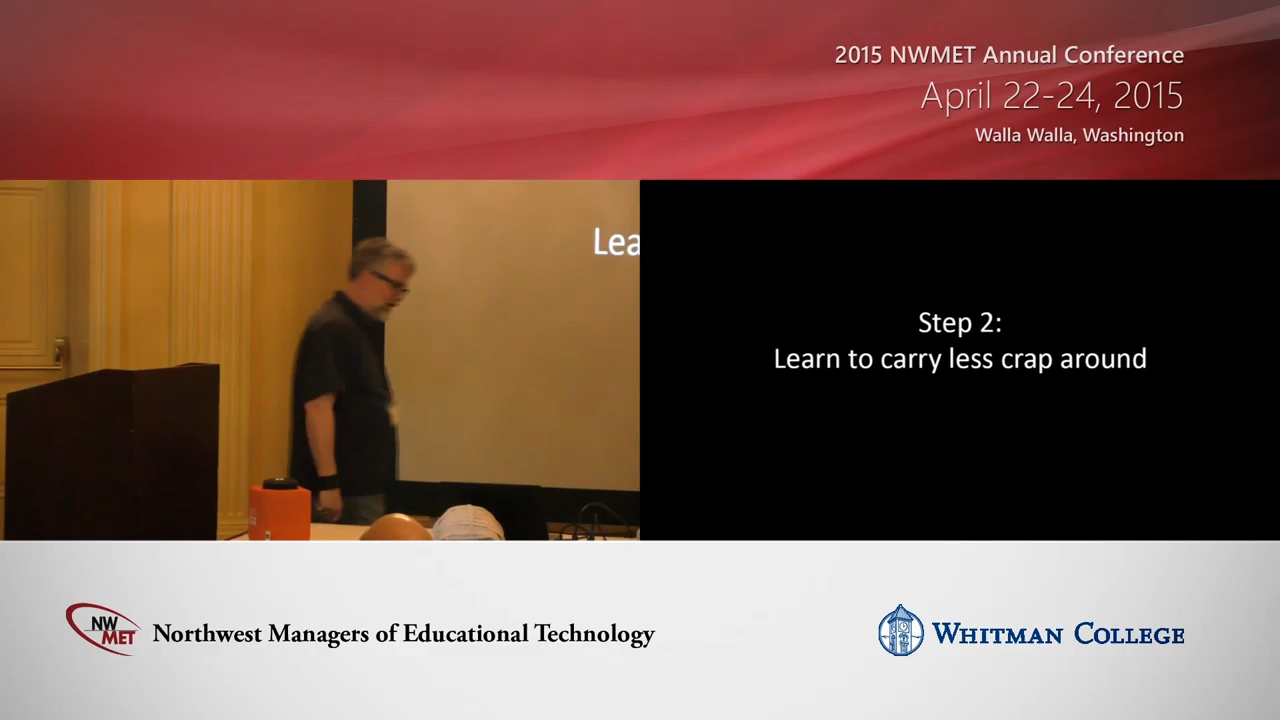 2015 NWMET Annual Conference
April 22-24, 2015
Walla Walla, Washington
Lea
Step 2:
Learn to carry less crap around
NW
MET
Northwest Managers of Educational Technology
WHITMAN COLLEGE